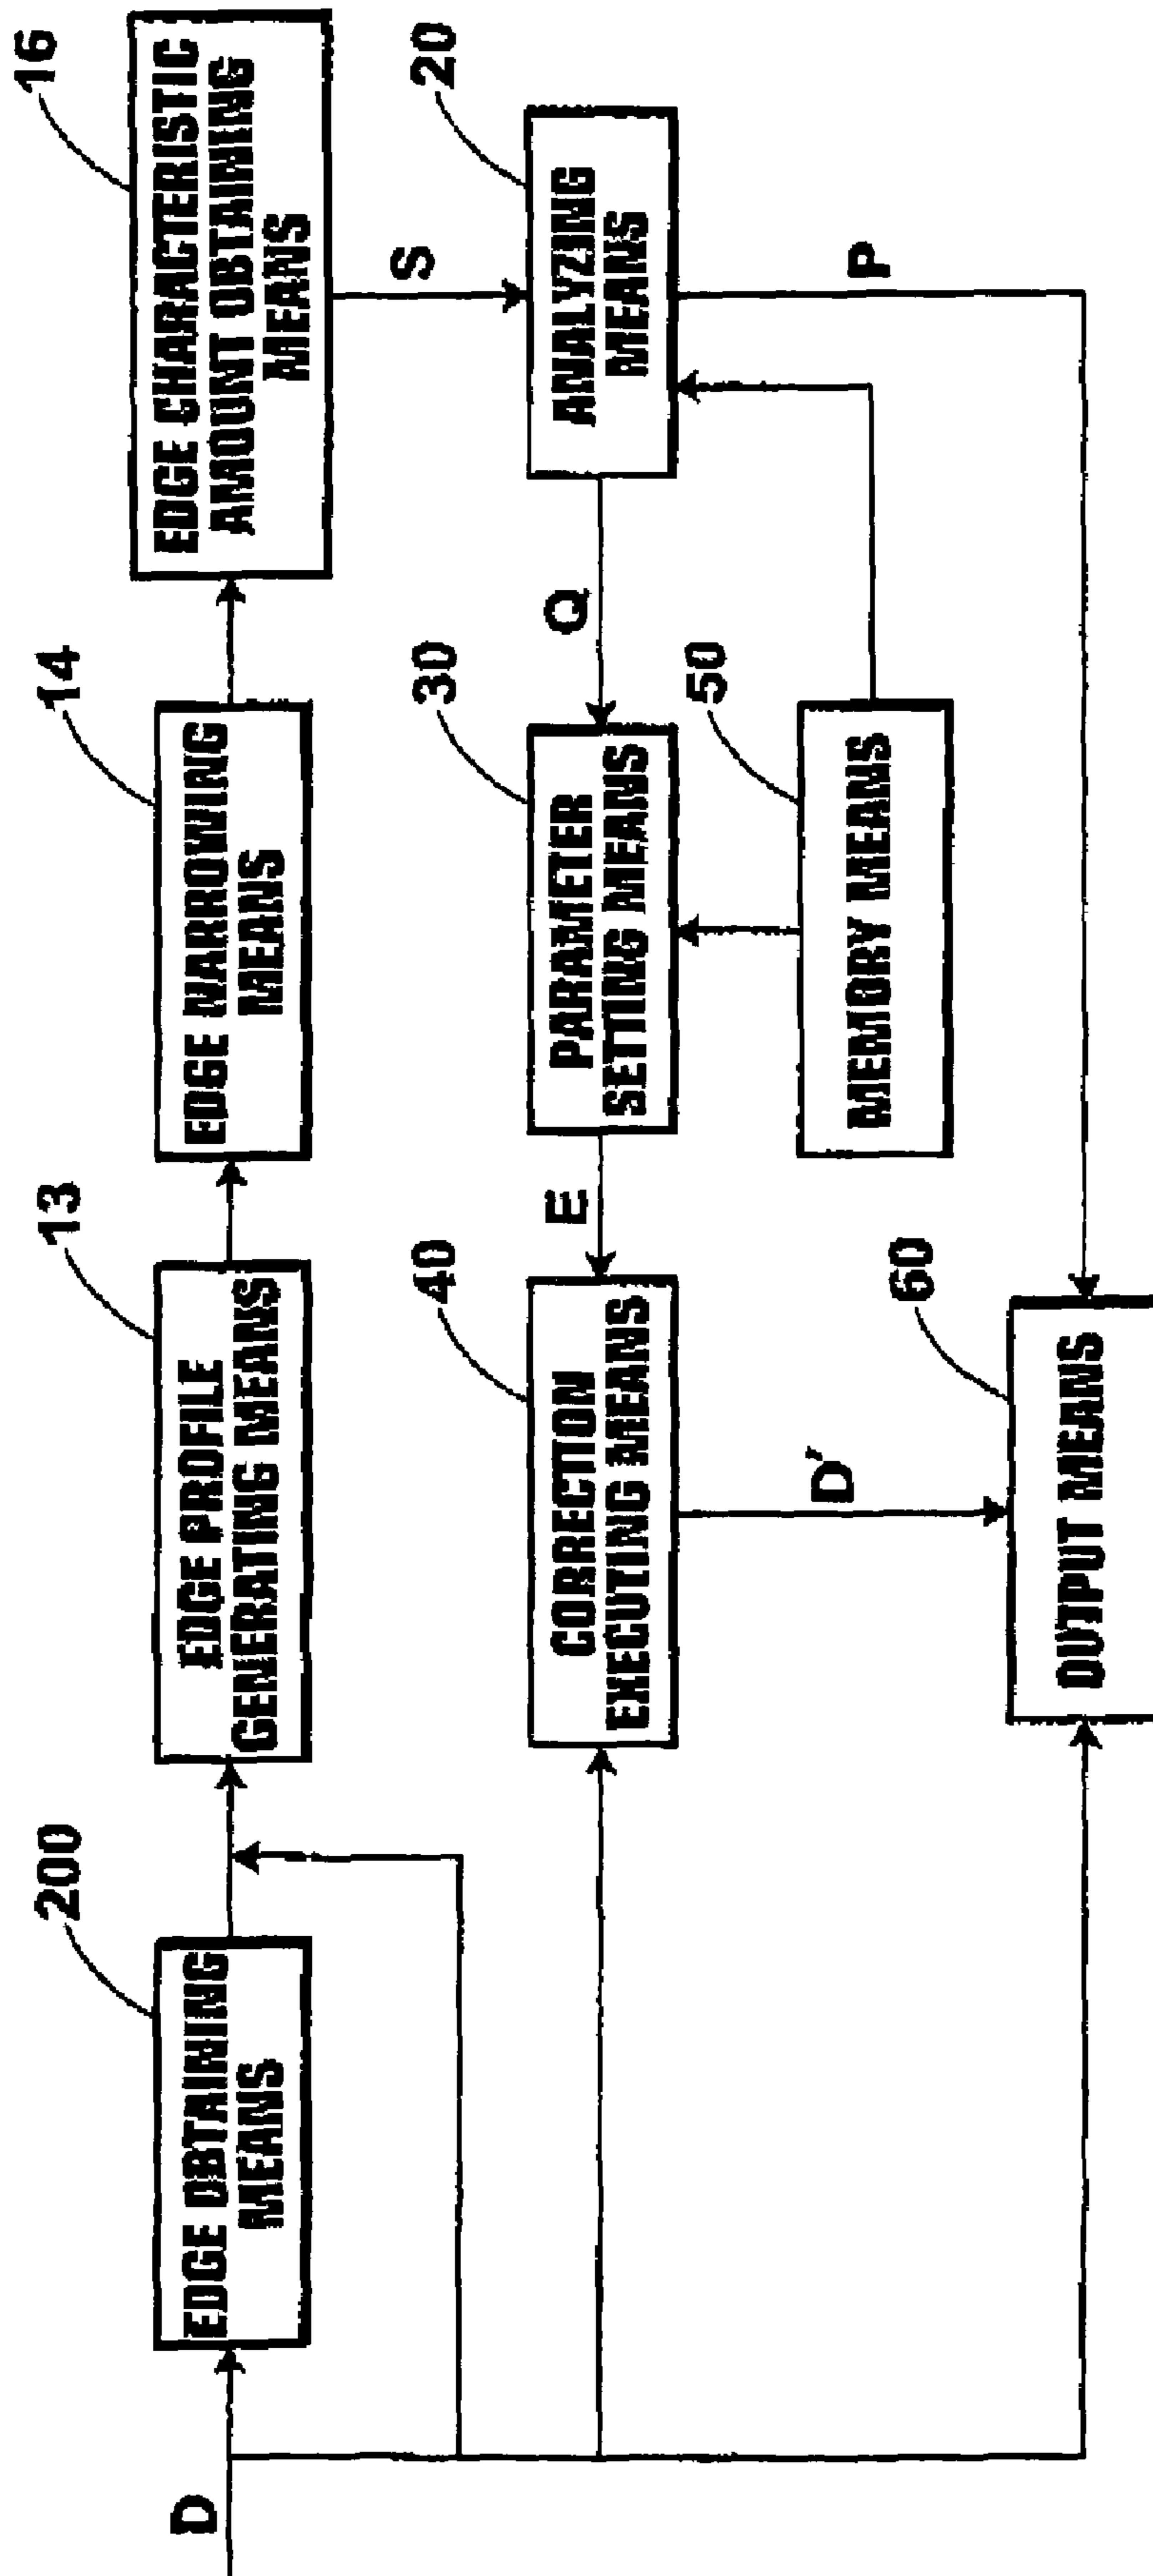 D
200
EDGE OBTAINING
MEANS
13
EDGE PROFILE
GENERATING MEANS
14
EDGE NARROWING
MEANS
16
EDGE CHARACTERISTIC
AMOUNT OBTAINING
MEANS
S
40
CORRECTION
EXECUTING MEANS
E
30
PARAMETER
SETTING MEANS
Q
20
ANALYZING
MEANS
D'
50
MEMORY MEANS
P
60
OUTPUT MEANS